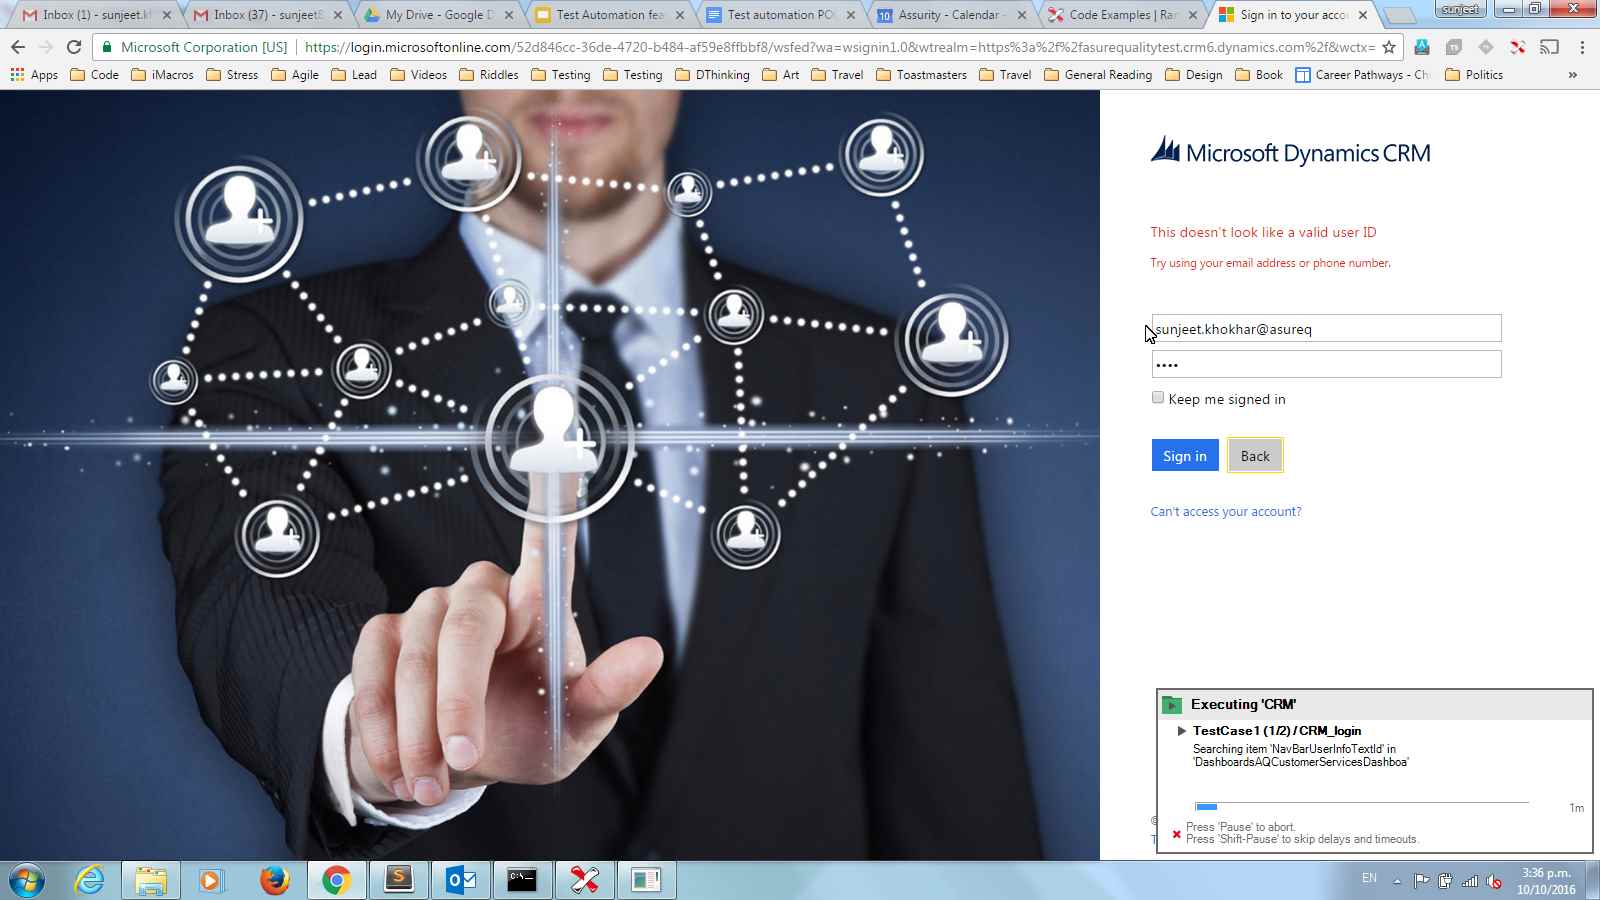 Inbox (1) - sunjeet.k
Inbox (37) - sunjeet
My Drive - Google D
Test Automation fea
Test automation PO
Assurity - Calendar -
Code Examples | Ran
Sign in to your accou
sunjeet
Microsoft Corporation [US]
https://login.microsoftonline.com/52d846cc-36de-4720-b484-af59e8ffbbf8/wsfed?wa=wsignin1.0&wtrealm=https%3a%2f%2fasurequalitytest.crm6.dynamics.com%2f&wctx=
Apps
Code
iMacros
Stress
Agile
Lead
Videos
Riddles
Testing
Testing
DThinking
Art
Travel
Toastmasters
Travel
General Reading
Design
Book
Career Pathways - Ch
Politics
»
Microsoft Dynamics CRM
This doesn't look like a valid user ID
Try using your email address or phone number.
sunjeet.khokhar@asureq
••••
Keep me signed in
Sign in
Back
Can't access your account?
Executing 'CRM'
TestCase1 (1/2) / CRM_login
Searching item 'NavBarUserInfoTextId' in
'DashboardsAQCustomerServicesDashboa'
1m
Press 'Pause' to abort.
Press 'Shift-Pause' to skip delays and timeouts.
EN
3:36 p.m.
10/10/2016